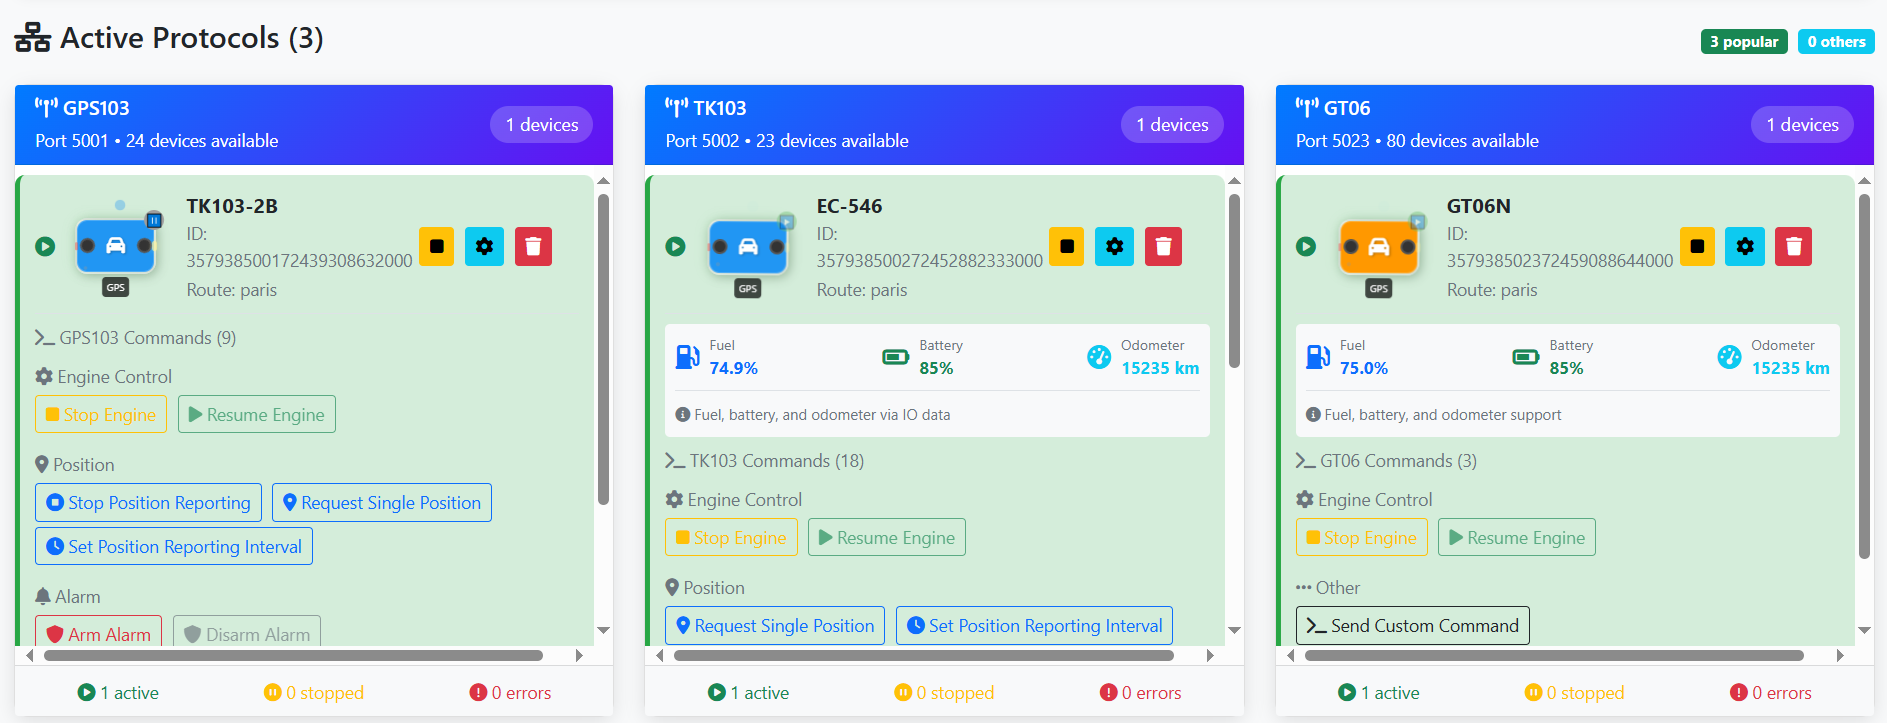 Active Protocols (3)
3 popular
0 others
GPS103
Port 5001 • 24 devices available
1 devices
TK103-2B
ID:
357938500172439308632000
Route: paris
GPS
GPS103 Commands (9)
Engine Control
Stop Engine
Resume Engine
Position
Stop Position Reporting
Request Single Position
Set Position Reporting Interval
Alarm
Arm Alarm
Disarm Alarm
1 active
0 stopped
0 errors
TK103
Port 5002 • 23 devices available
1 devices
EC-546
ID:
357938500272452882333000
Route: paris
GPS
Fuel
74.9%
Battery
85%
Odometer
15235 km
Fuel, battery, and odometer via IO data
TK103 Commands (18)
Engine Control
Stop Engine
Resume Engine
Position
Request Single Position
Set Position Reporting Interval
1 active
0 stopped
0 errors
GT06
Port 5023 • 80 devices available
1 devices
GT06N
ID:
357938502372459088644000
Route: paris
GPS
Fuel
75.0%
Battery
85%
Odometer
15235 km
Fuel, battery, and odometer support
GT06 Commands (3)
Engine Control
Stop Engine
Resume Engine
Other
Send Custom Command
1 active
0 stopped
0 errors